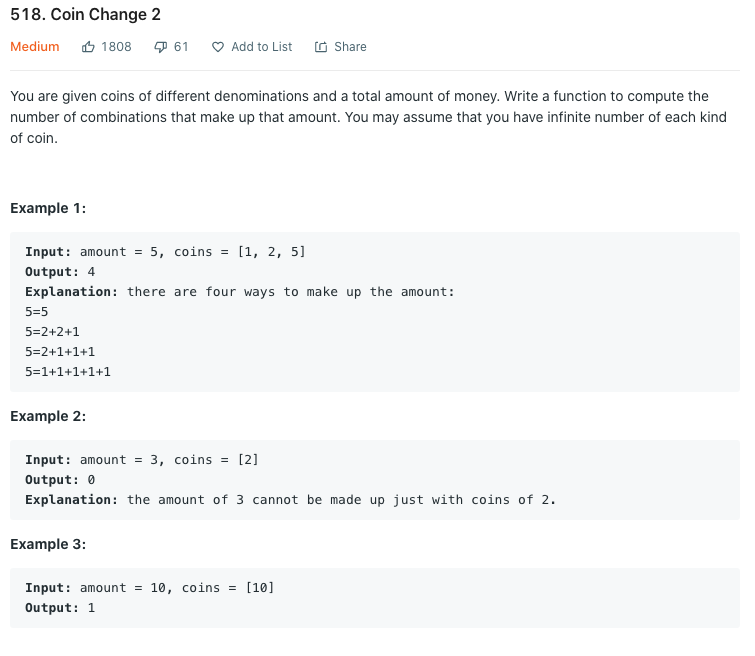 518. Coin Change 2
Medium 1808 61 Add to List Share
You are given coins of different denominations and a total amount of money. Write a function to compute the
number of combinations that make up that amount. You may assume that you have infinite number of each kind
of coin.
Example 1:
Input: amount = 5, coins = [1, 2, 5]
Output: 4
Explanation: there are four ways to make up the amount:
5=5
5=2+2+1
5=2+1+1+1
5=1+1+1+1+1
Example 2:
Input: amount = 3, coins = [2]
Output: 0
Explanation: the amount of 3 cannot be made up just with coins of 2.
Example 3:
Input: amount = 10, coins = [10]
Output: 1